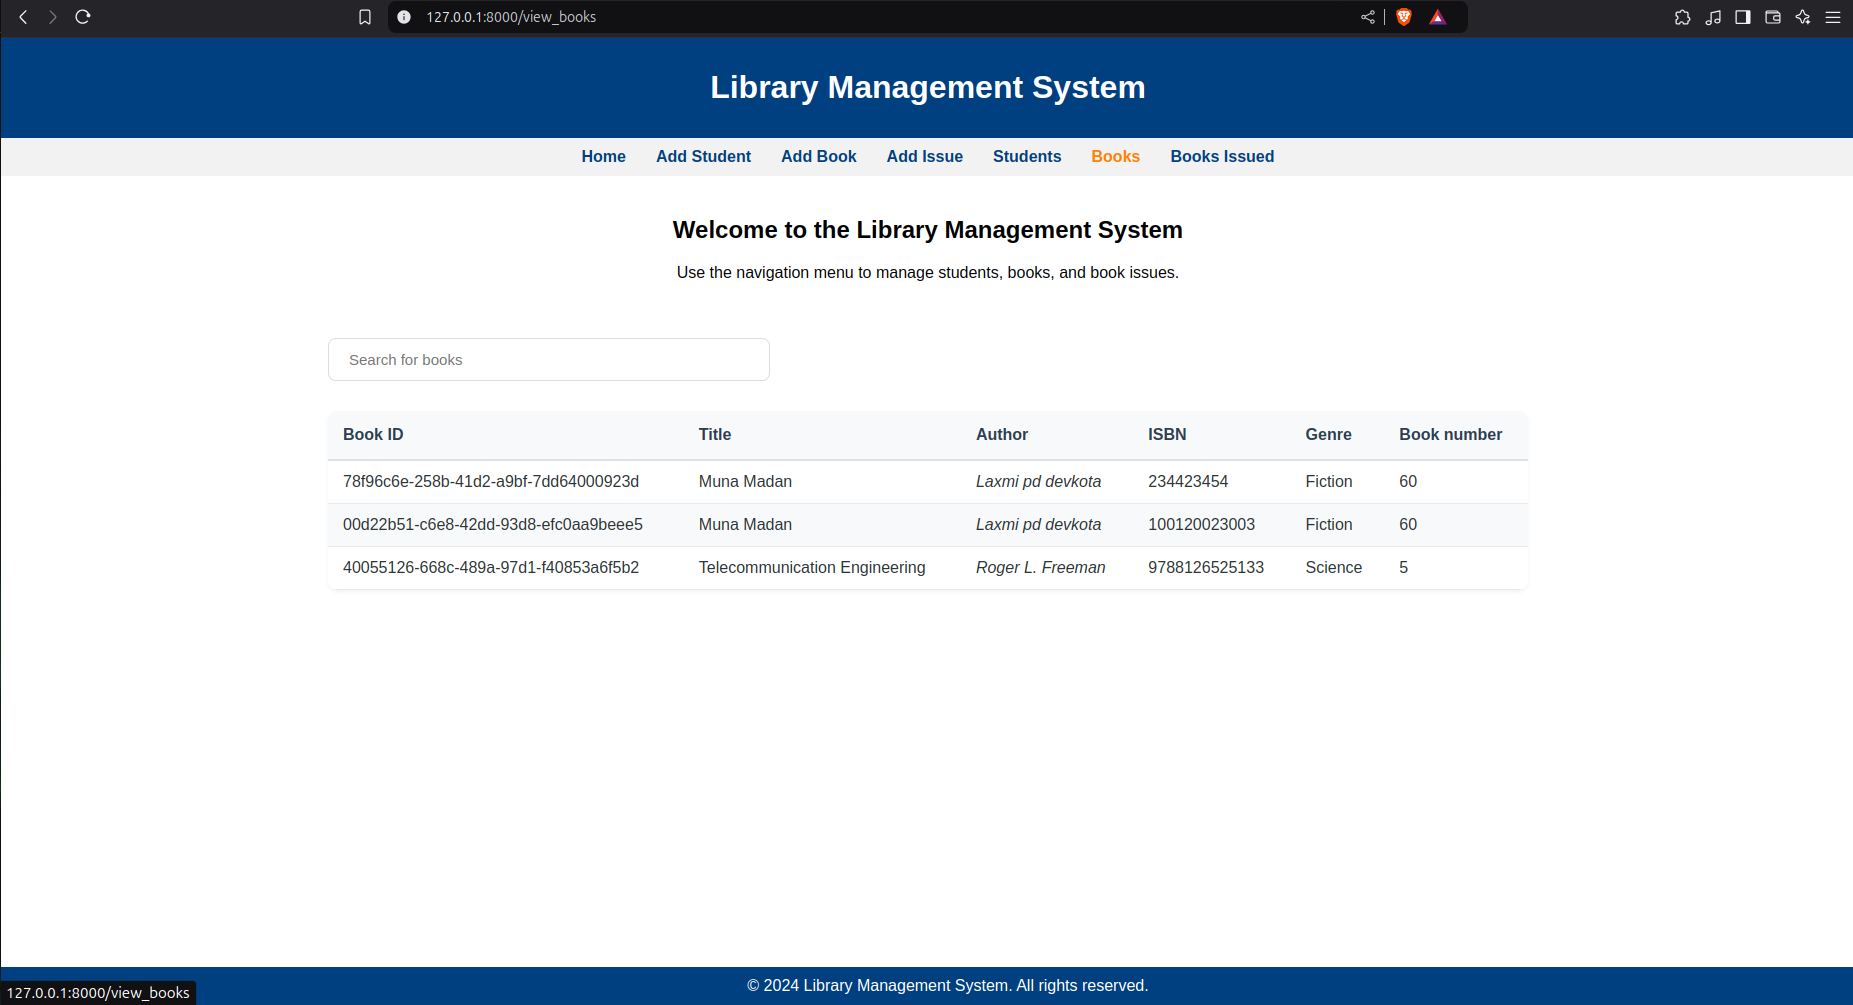 127.0.0.1:8000/view_books
Library Management System
Home Add Student Add Book Add Issue Students Books Books Issued
Welcome to the Library Management System
Use the navigation menu to manage students, books, and book issues.
Search for books
Book ID Title Author ISBN Genre Book number
78f96c6e-258b-41d2-a9bf-7dd64000923d Muna Madan Laxmi pd devkota 234423454 Fiction 60
00d22b51-c6e8-42dd-93d8-efc0aa9beee5 Muna Madan Laxmi pd devkota 100120023003 Fiction 60
40055126-668c-489a-97d1-f40853a6f5b2 Telecommunication Engineering Roger L. Freeman 9788126525133 Science 5
© 2024 Library Management System. All rights reserved.
127.0.0.1:8000/view_books